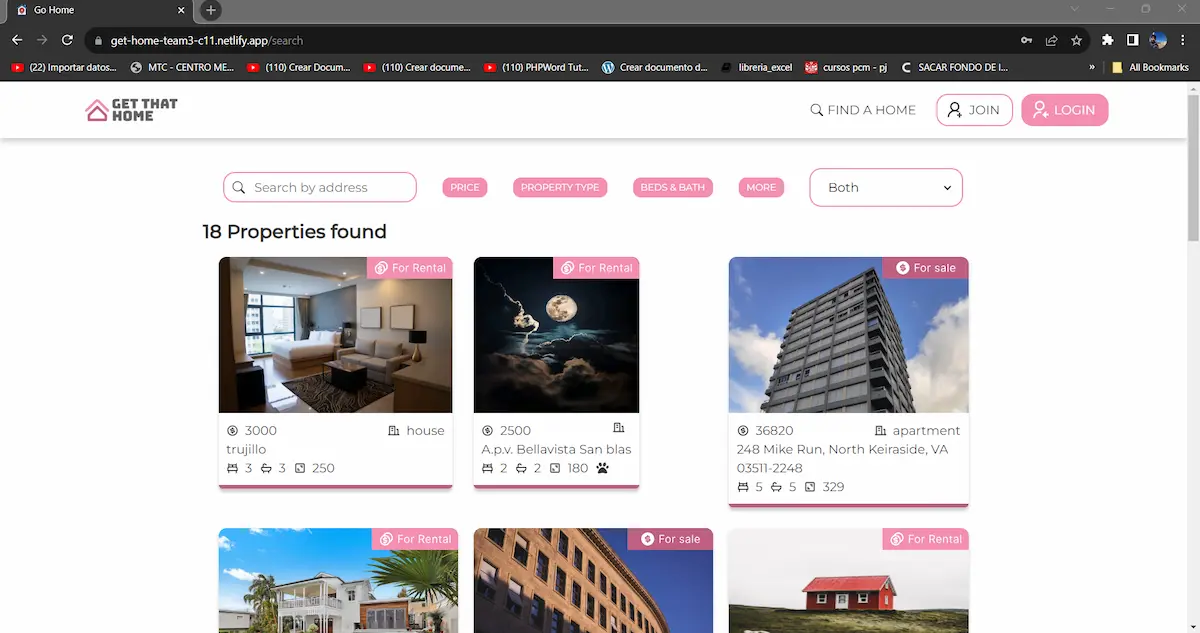 Go Home
get-home-team3-c11.netlify.app/search
(22) Importar datos...
MTC - CENTRO ME...
(110) Crear Docum...
(110) Crear docume...
(110) PHPWord Tut...
Crear documento d...
libreria_excel
cursos pcm - pj
SACAR FONDO DE I...
»
All Bookmarks
GET THAT
HOME
FIND A HOME
JOIN
LOGIN
Search by address
PRICE
PROPERTY TYPE
BEDS & BATH
MORE
Both
18 Properties found
For Rental
3000
house
trujillo
3 3 250
For Rental
2500
A.p.v. Bellavista San blas
2 2 180
For sale
36820
apartment
248 Mike Run, North Keiraside, VA
03511-2248
5 5 329
For Rental
For sale
For Rental